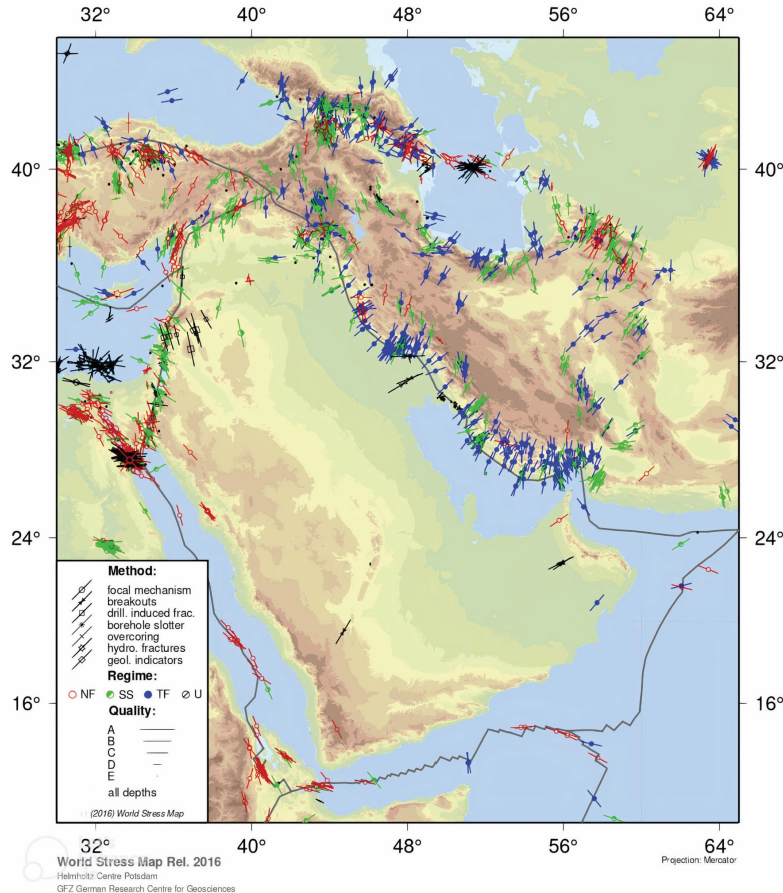 32° 40° 48° 56° 64°
40° 40°
32° 32°
24° 24°
16° 16°
Method:
focal mechanism
breakouts
drill. induced frac.
borehole slotter
overcoring
hydro. fractures
geol. indicators
Regime:
NF SS TF U
Quality:
A
B
C
D
E
all depths
(2016) World Stress Map
32° 40° 48° 56° 64°
World Stress Map Rel. 2016
Projection: Mercator
Helmholtz Centre Potsdam
GFZ German Research Centre for Geosciences